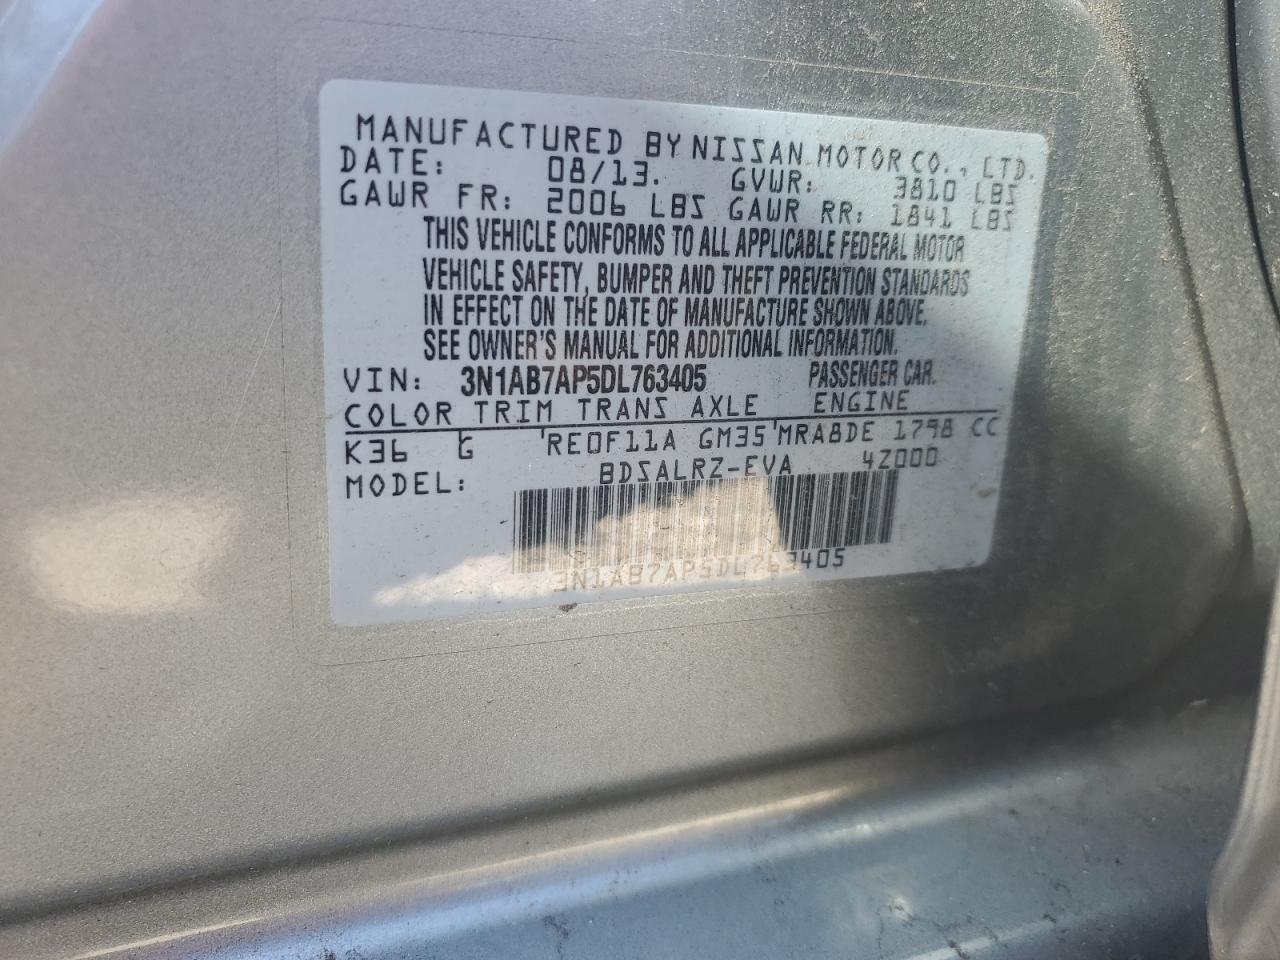 MANUFACTURED BY NISSAN MOTOR CO., LTD.
DATE: 08/13. GVWR: 3810 LBS
GAWR FR: 2006 LBS GAWR RR: 1841 LBS
THIS VEHICLE CONFORMS TO ALL APPLICABLE FEDERAL MOTOR
VEHICLE SAFETY, BUMPER AND THEFT PREVENTION STANDARDS
IN EFFECT ON THE DATE OF MANUFACTURE SHOWN ABOVE.
SEE OWNER'S MANUAL FOR ADDITIONAL INFORMATION.
VIN: 3N1AB7AP5DL763405 PASSENGER CAR.
COLOR TRIM TRANS AXLE ENGINE
K36 G 'RE0F11A GM35'MRA8DE 1798 CC
MODEL: BDSALRZ-EVA 4Z000
3N1AB7AP5DL763405